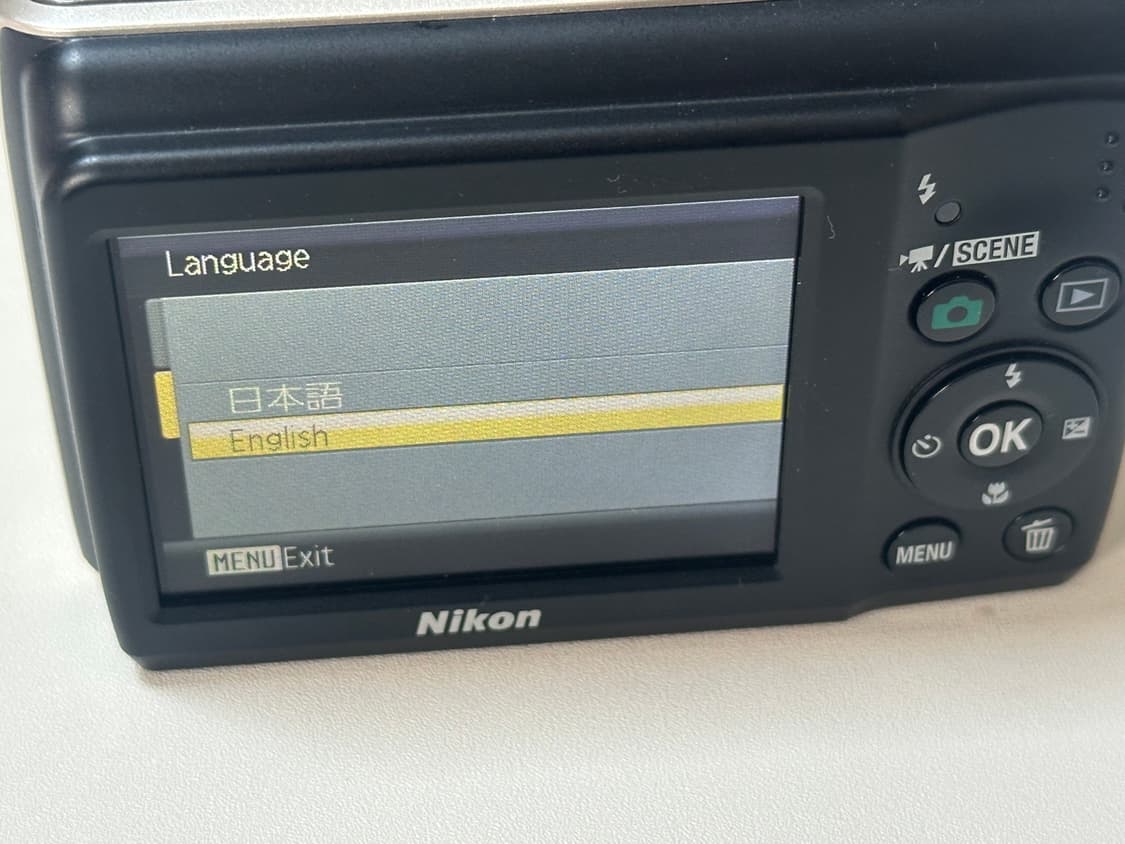 Language
日本語
English
MENU Exit
Nikon
/SCENE
OK
MENU